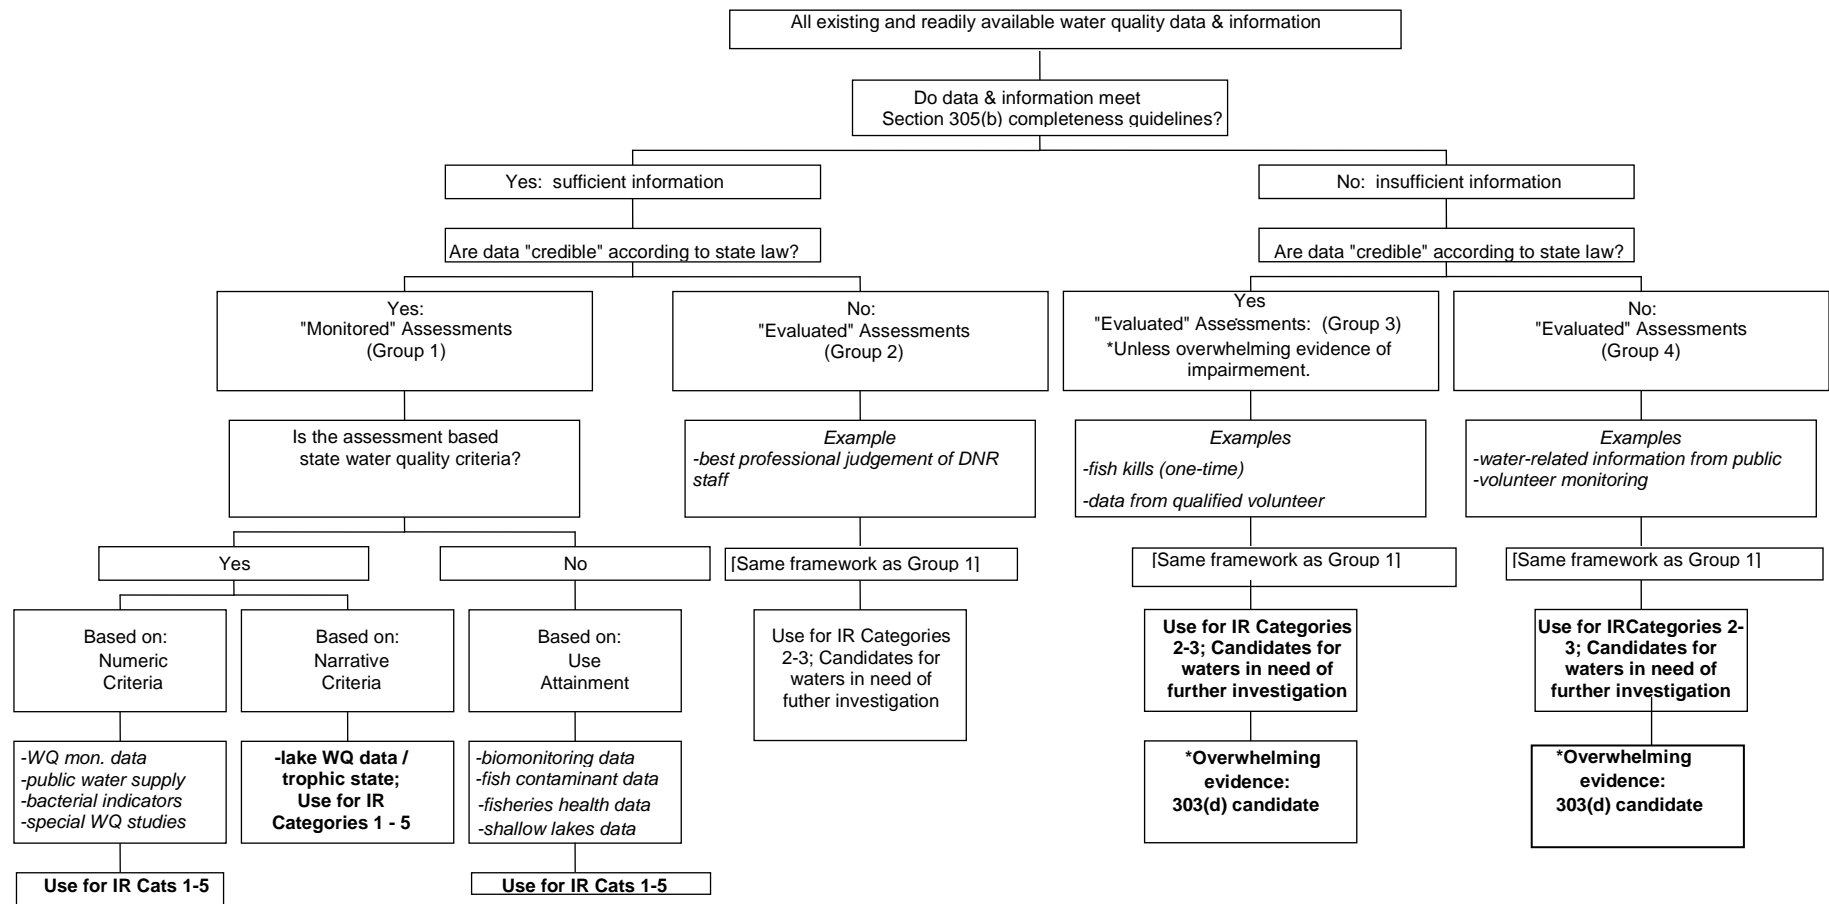 All existing and readily available water quality data & information
Do data & information meet
Section 305(b) completeness guidelines?
Yes: sufficient information
No: insufficient information
Are data "credible" according to state law?
Are data "credible" according to state law?
Yes:
"Monitored" Assessments
(Group 1)
No:
"Evaluated" Assessments
(Group 2)
Yes
"Evaluated" Assessments: (Group 3)
*Unless overwhelming evidence of
impairmement.
No:
"Evaluated" Assessments
(Group 4)
Is the assessment based
state water quality criteria?
Example
-best professional judgement of DNR
staff
Examples
-fish kills (one-time)
-data from qualified volunteer
Examples
-water-related information from public
-volunteer monitoring
Yes
No
[Same framework as Group 1]
[Same framework as Group 1]
[Same framework as Group 1]
Based on:
Numeric
Criteria
Based on:
Narrative
Criteria
Based on:
Use
Attainment
Use for IR Categories
2-3; Candidates for
waters in need of
futher investigation
Use for IR Categories
2-3; Candidates for
waters in need of
further investigation
Use for IRCategories 2-
3; Candidates for
waters in need of
further investigation
-WQ mon. data
-public water supply
-bacterial indicators
-special WQ studies
-lake WQ data /
trophic state;
Use for IR
Categories 1 - 5
-biomonitoring data
-fish contaminant data
-fisheries health data
-shallow lakes data
*Overwhelming
evidence:
303(d) candidate
*Overwhelming
evidence:
303(d) candidate
Use for IR Cats 1-5
Use for IR Cats 1-5